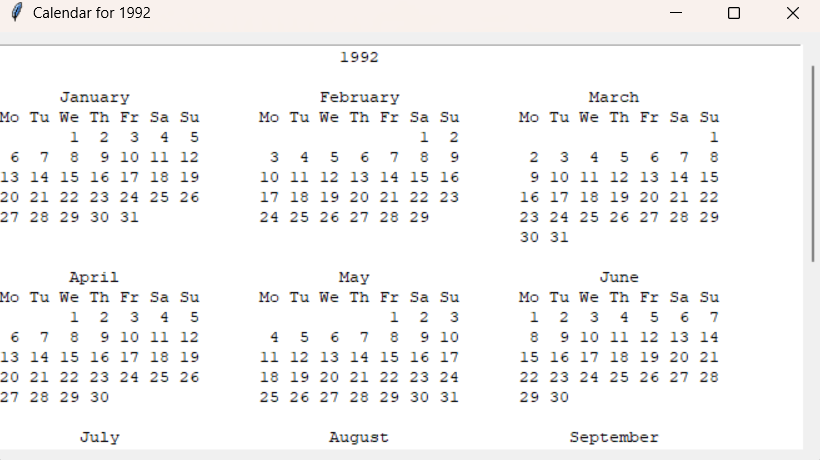 Calendar for 1992
1992
January                   February                   March
Mo Tu We Th Fr Sa Su      Mo Tu We Th Fr Sa Su      Mo Tu We Th Fr Sa Su
       1  2  3  4  5                      1  2                         1
 6  7  8  9 10 11 12       3  4  5  6  7  8  9       2  3  4  5  6  7  8
13 14 15 16 17 18 19      10 11 12 13 14 15 16       9 10 11 12 13 14 15
20 21 22 23 24 25 26      17 18 19 20 21 22 23      16 17 18 19 20 21 22
27 28 29 30 31            24 25 26 27 28 29         23 24 25 26 27 28 29
                                                    30 31
April                      May                       June
Mo Tu We Th Fr Sa Su      Mo Tu We Th Fr Sa Su      Mo Tu We Th Fr Sa Su
       1  2  3  4  5                   1  2  3       1  2  3  4  5  6  7
 6  7  8  9 10 11 12       4  5  6  7  8  9 10       8  9 10 11 12 13 14
13 14 15 16 17 18 19      11 12 13 14 15 16 17      15 16 17 18 19 20 21
20 21 22 23 24 25 26      18 19 20 21 22 23 24      22 23 24 25 26 27 28
27 28 29 30               25 26 27 28 29 30 31      29 30
July                     August                  September